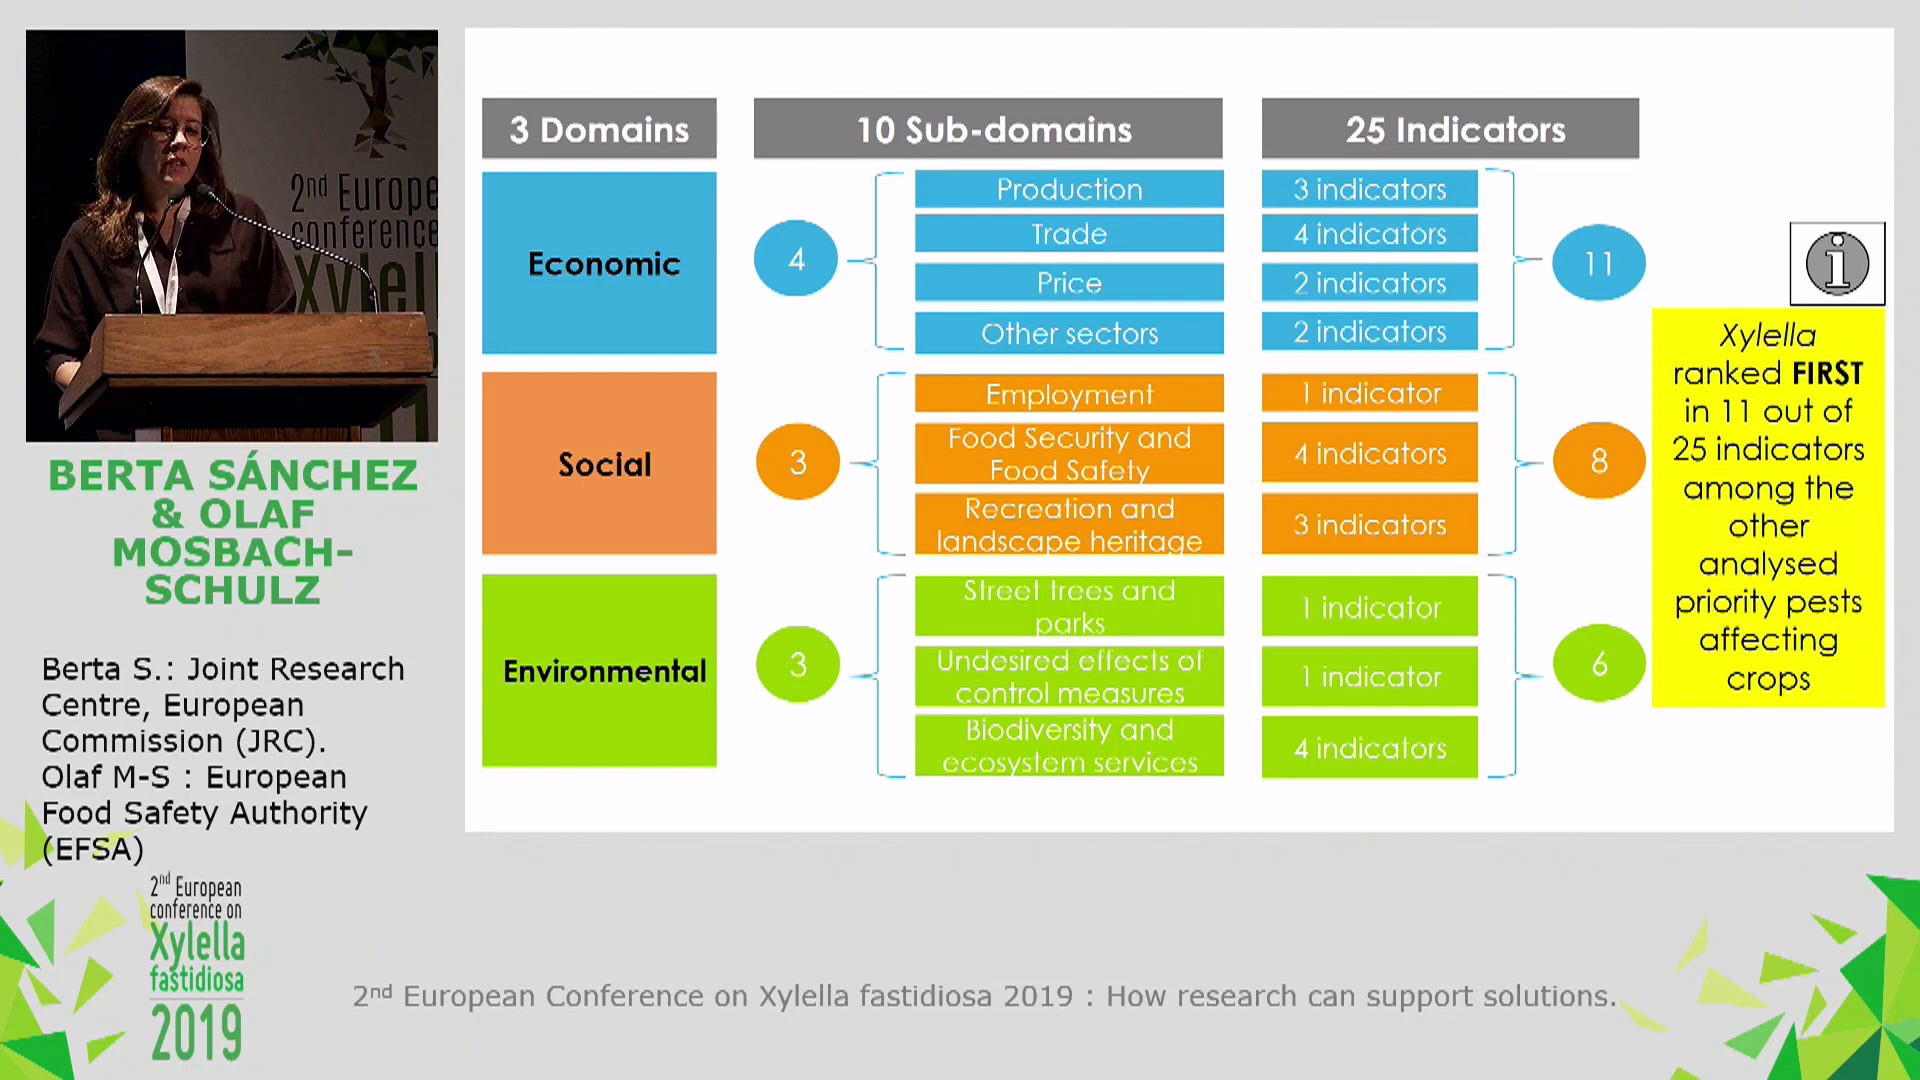 2nd Europe
conference
Xylell
BERTA SÁNCHEZ
& OLAF
MOSBACH-
SCHULZ
Berta S.: Joint Research
Centre, European
Commission (JRC).
Olaf M-S : European
Food Safety Authority
(EFSA)
2nd European
conference on
Xylella
fastidiosa
2019
3 Domains
10 Sub-domains
25 Indicators
Economic
4
Production
3 indicators
Trade
4 indicators
Price
2 indicators
Other sectors
2 indicators
11
Social
3
Employment
1 indicator
Food Security and
Food Safety
4 indicators
Recreation and
landscape heritage
3 indicators
8
Environmental
3
Street trees and
parks
1 indicator
Undesired effects of
control measures
1 indicator
Biodiversity and
ecosystem services
4 indicators
6
i
Xylella
ranked FIRST
in 11 out of
25 indicators
among the
other
analysed
priority pests
affecting
crops
2nd European Conference on Xylella fastidiosa 2019 : How research can support solutions.